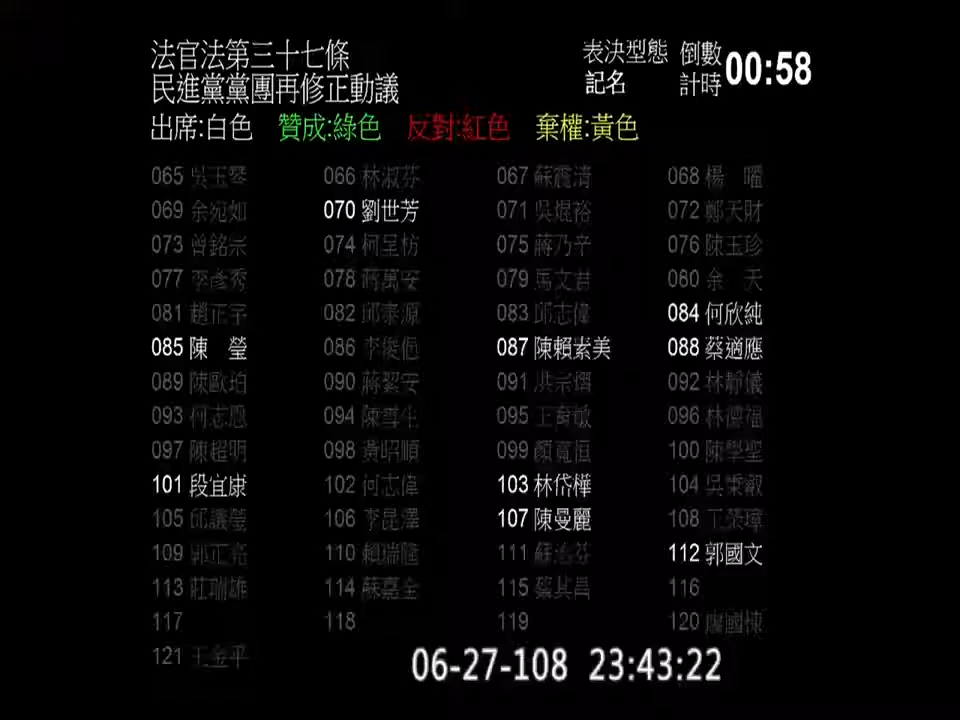 法官法第三十七條
民進黨黨團再修正動議
表決型態 記名
倒數計時 00:58
出席:白色 贊成:綠色 反對:紅色 棄權:黃色
065 吳玉琴 066 林淑芬 067 蘇震清 068 楊 曜
069 余宛如 070 劉世芳 071 吳焜裕 072 鄭天財
073 曾銘宗 074 柯呈枋 075 蔣乃辛 076 陳玉珍
077 李彥秀 078 蔣萬安 079 馬文君 080 余 天
081 趙正宇 082 邱泰源 083 邱志偉 084 何欣純
085 陳 瑩 086 李俊俋 087 陳賴素美 088 蔡適應
089 陳歐珀 090 蔣絜安 091 洪宗熠 092 林靜儀
093 何志恩 094 陳雪生 095 王育敏 096 林德福
097 陳超明 098 黃昭順 099 顏寬恒 100 陳學聖
101 段宜康 102 何志偉 103 林岱樺 104 吳秉叡
105 邱議瑩 106 李昆澤 107 陳曼麗 108 丁
109 郭正亮 110 賴瑞隆 111 蘇治芬 112 郭國文
113 莊瑞雄 114 蘇嘉全 115 蔡其昌 116
117 118 119 120 廖國棟
121 王金平
06-27-108 23:43:22